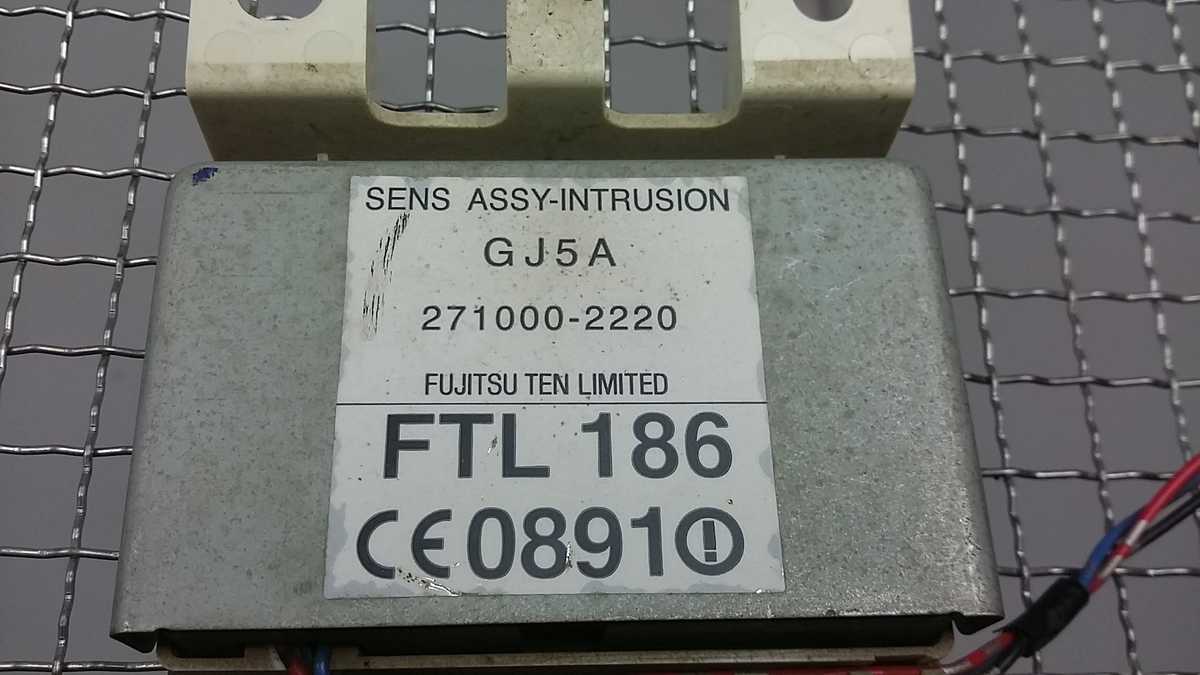 SENS ASSY-INTRUSION
GJ5A
271000-2220
FUJITSU TEN LIMITED
FTL 186
CE0891!